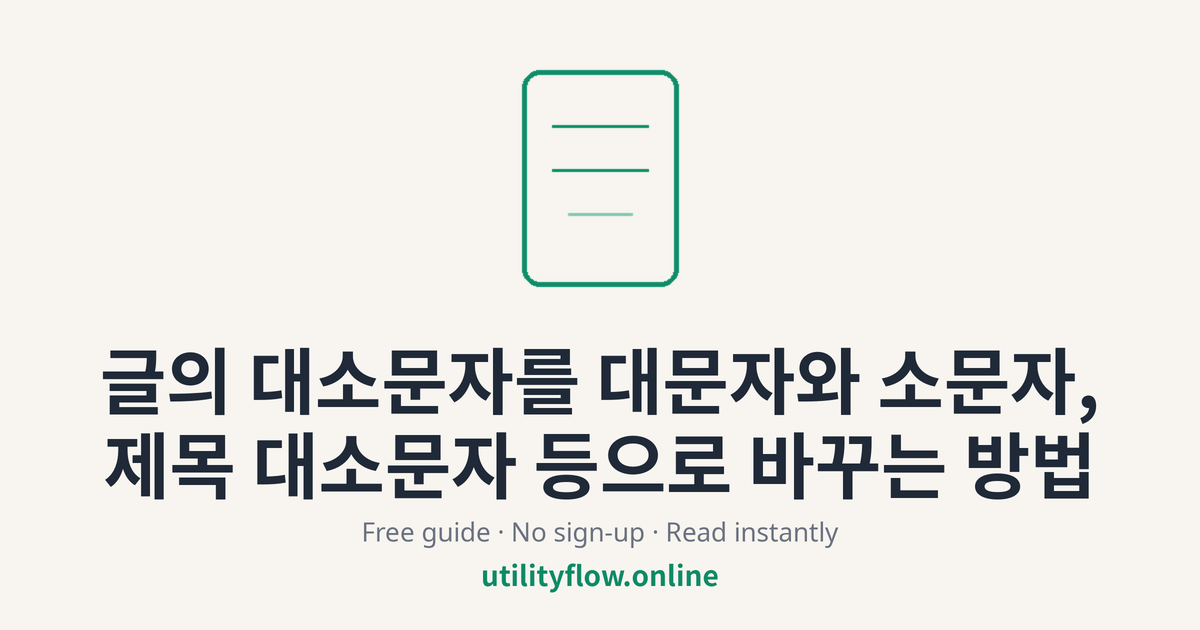 글의 대소문자를 대문자와 소문자,
제목 대소문자 등으로 바꾸는 방법
Free guide · No sign-up · Read instantly
utilityflow.online